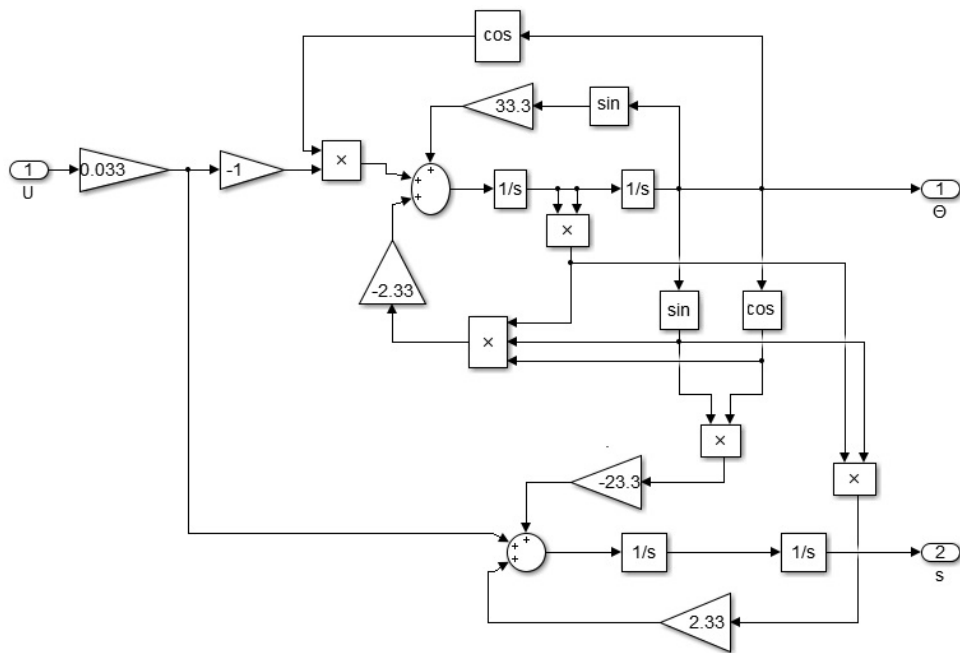 cos
33.3
sin
1
U
0.033
-1
×
+
+
+
1/s
1/s
1
Θ
×
-2.33
sin
cos
×
×
-23.3
×
+
+
+
1/s
1/s
2
s
2.33